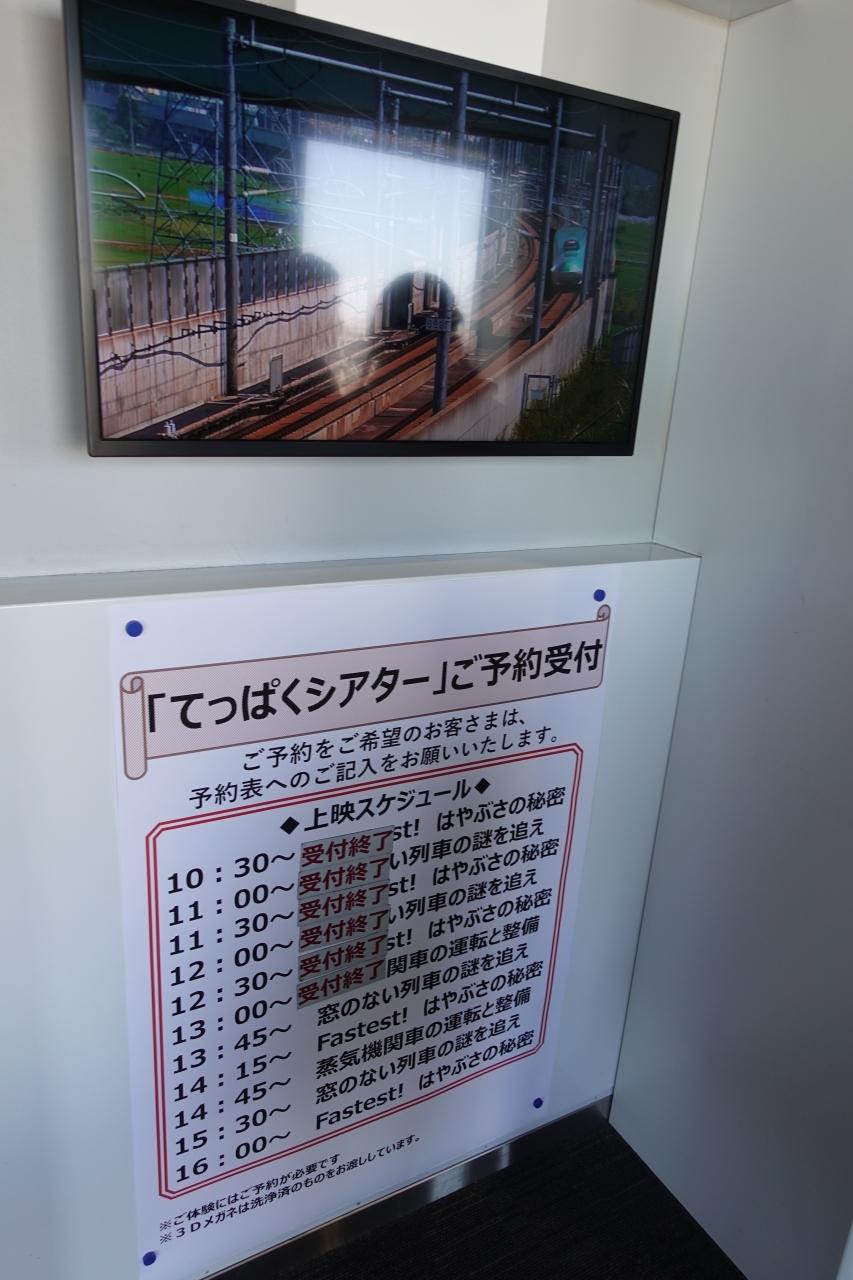 「てっぱくシアター」ご予約受付
ご予約をご希望のお客さまは、
予約表へのご記入をお願いいたします。
◆上映スケジュール◆
10：30～ 受付終了 st! はやぶさの秘密
11：00～ 受付終了 い列車の謎を追え
11：30～ 受付終了 st! はやぶさの秘密
12：00～ 受付終了 い列車の謎を追え
12：30～ 受付終了 st! はやぶさの秘密
13：00～ 受付終了 関車の運転と整備
13：45～ 窓のない列車の謎を追え
14：15～ Fastest! はやぶさの秘密
14：45～ 蒸気機関車の運転と整備
15：30～ 窓のない列車の謎を追え
16：00～ Fastest! はやぶさの秘密
※ご体験にはご予約が必要です
※３Ｄメガネは洗浄済のものをお渡ししています。